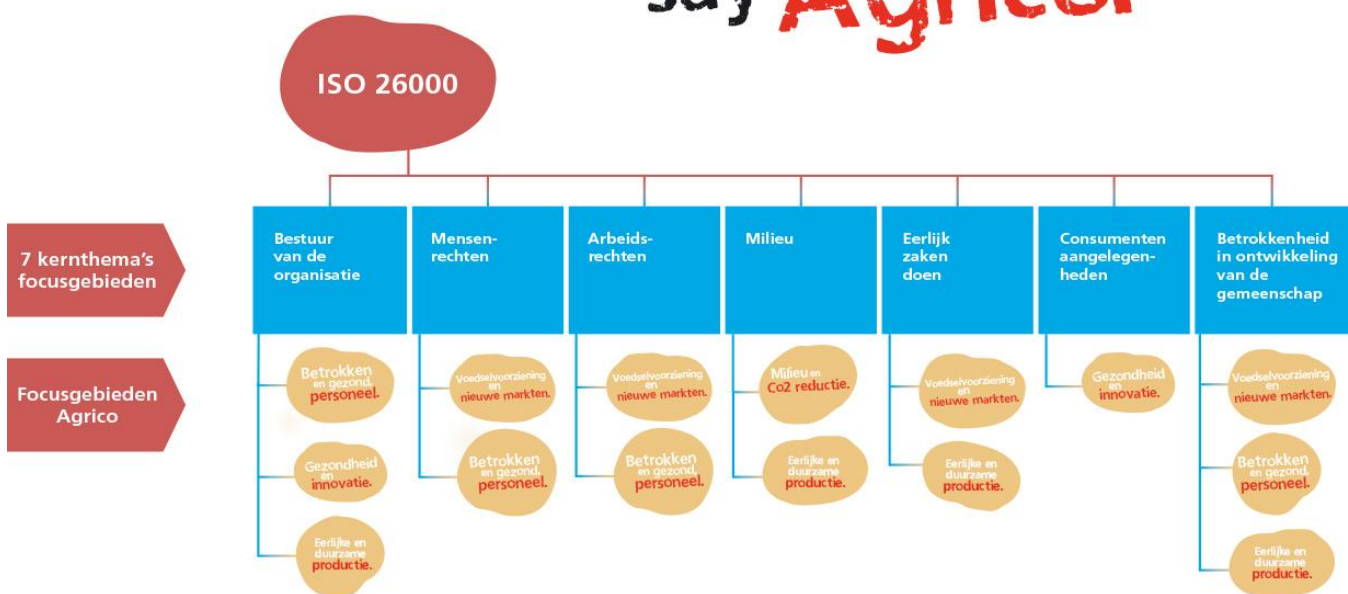 say Agrico!
ISO 26000
7 kernthema's
focusgebieden
Bestuur
van de
organisatie
Mensen-
rechten
Arbeids-
rechten
Milieu
Eerlijk
zaken
doen
Consumenten
aangelegen-
heden
Betrokkenheid
in ontwikkeling
van de
gemeenschap
Focusgebieden
Agrico
Betrokken
en gezond
personeel.
Gezondheid
en
innovatie.
Eerlijke en
duurzame
productie.
Voedselvoorziening
en
nieuwe markten.
Betrokken
en gezond
personeel.
Voedselvoorziening
en
nieuwe markten.
Betrokken
en gezond
personeel.
Milieu en
Co2 reductie.
Eerlijke en
duurzame
productie.
Voedselvoorziening
en
nieuwe markten.
Eerlijke en
duurzame
productie.
Gezondheid
en
innovatie.
Voedselvoorziening
en
nieuwe markten.
Betrokken
en gezond
personeel.
Eerlijke en
duurzame
productie.